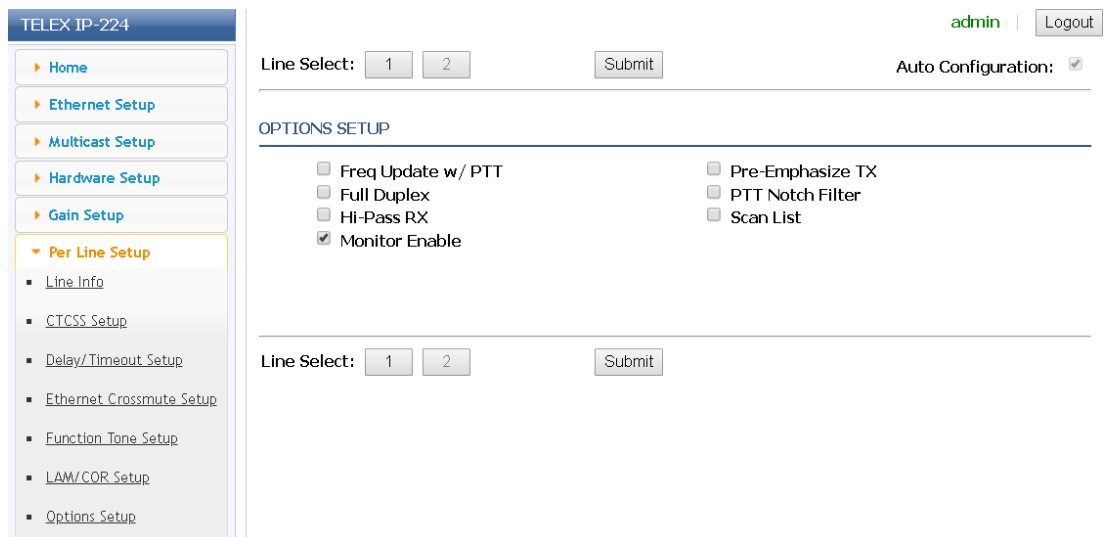 TELEX IP-224
Home
Ethernet Setup
Multicast Setup
Hardware Setup
Gain Setup
Per Line Setup
Line Info
CTCSS Setup
Delay/Timeout Setup
Ethernet Crossmute Setup
Function Tone Setup
LAM/COR Setup
Options Setup
admin Logout
Line Select: 1 2 Submit Auto Configuration:
OPTIONS SETUP
Freq Update w/ PTT
Full Duplex
Hi-Pass RX
Monitor Enable
Pre-Emphasize TX
PTT Notch Filter
Scan List
Line Select: 1 2 Submit